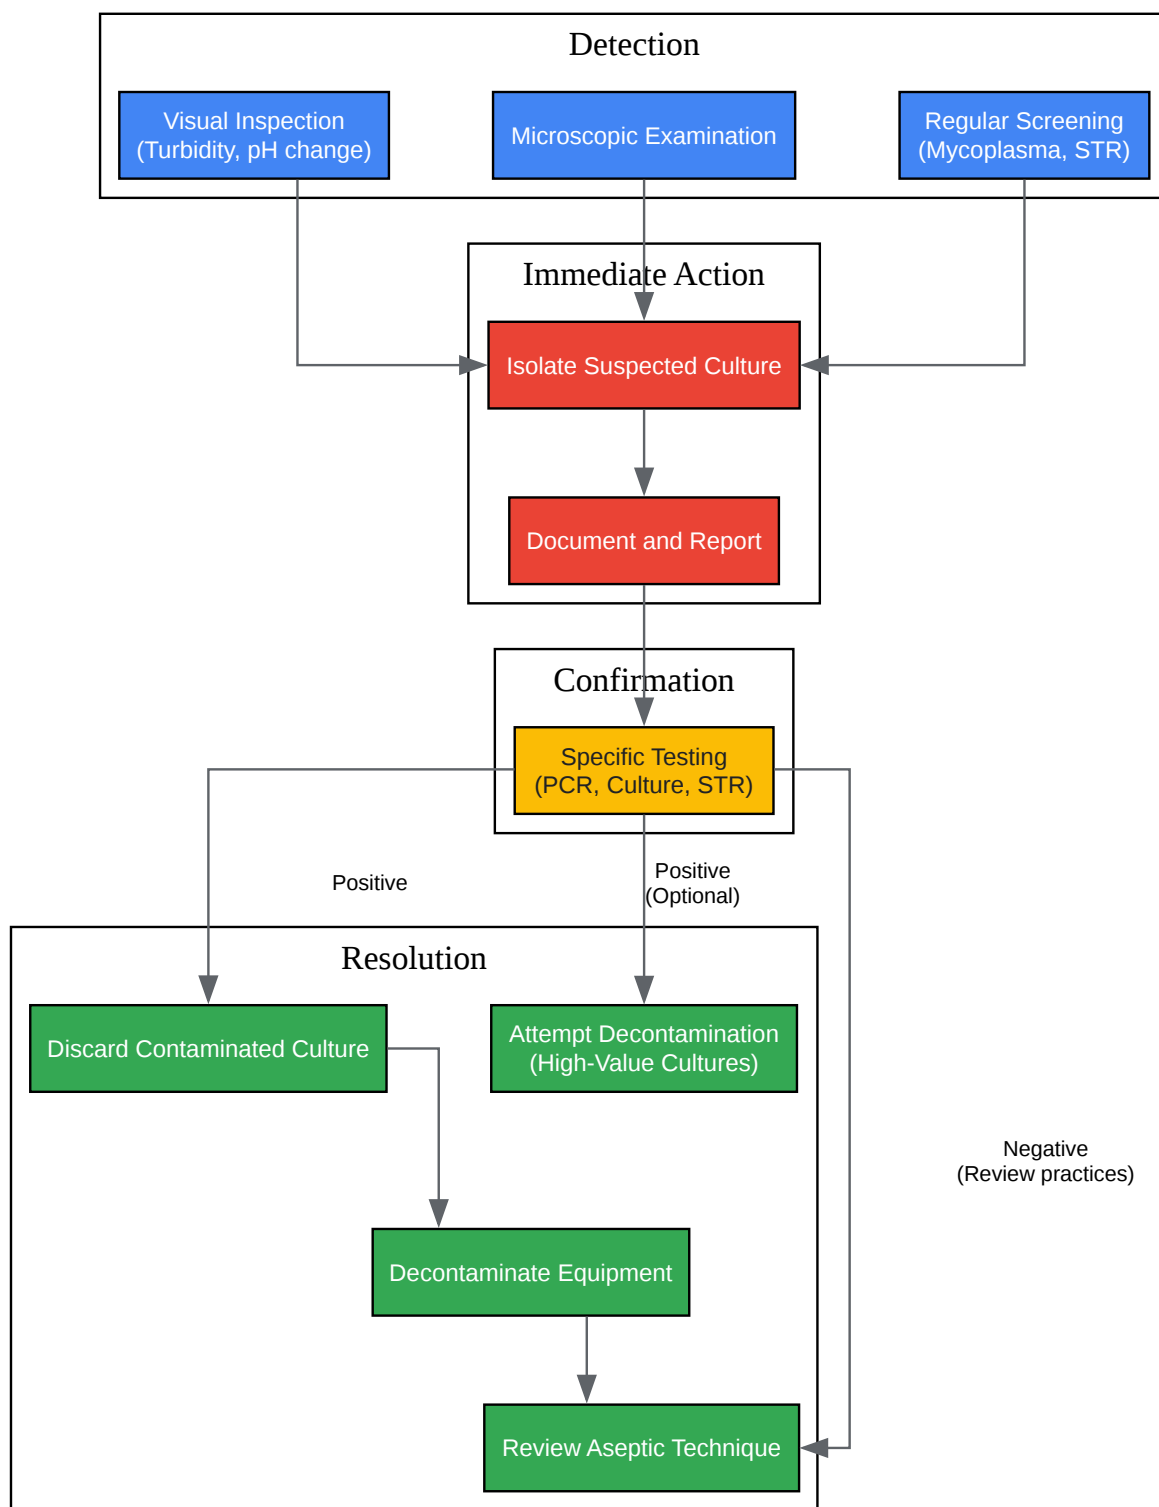 Detection
Visual Inspection
(Turbidity, pH change)
Microscopic Examination
Regular Screening
(Mycoplasma, STR)
Immediate Action
Isolate Suspected Culture
Document and Report
Confirmation
Specific Testing
(PCR, Culture, STR)
Positive
Positive
(Optional)
Resolution
Discard Contaminated Culture
Attempt Decontamination
(High-Value Cultures)
Negative
(Review practices)
Decontaminate Equipment
Review Aseptic Technique